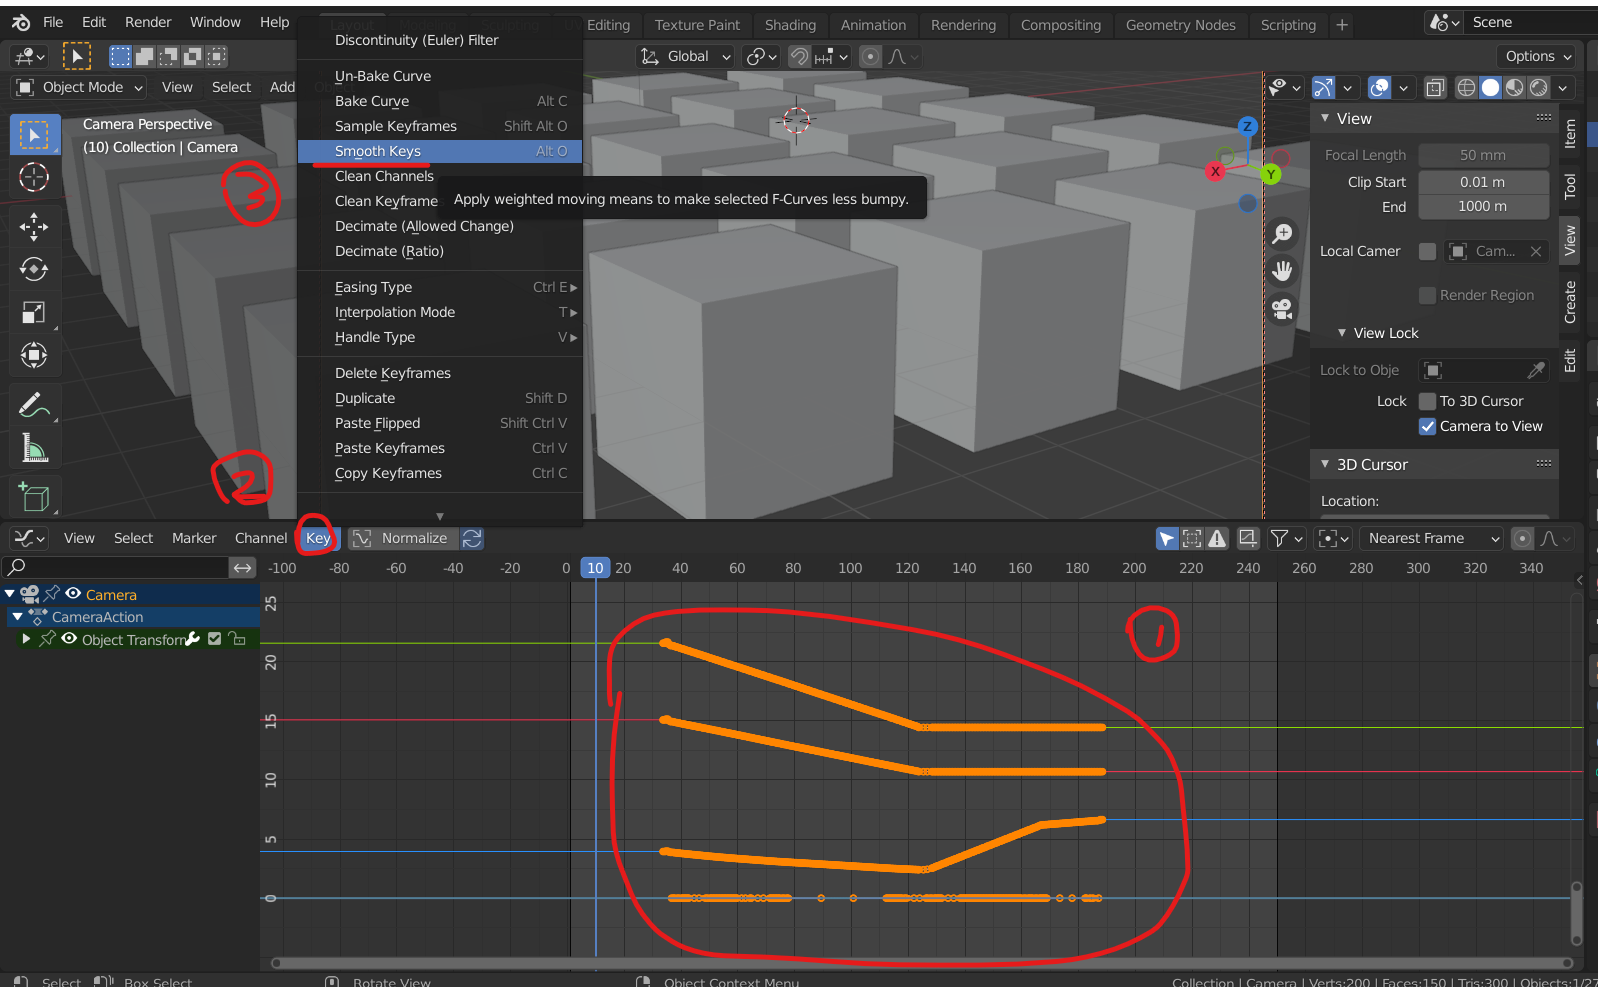 File Edit Render Window Help Editing Texture Paint Shading Animation Rendering Compositing Geometry Nodes Scripting + Scene
Global Options
Object Mode View Select Add
Camera Perspective
(10) Collection | Camera
3
2
Discontinuity (Euler) Filter
Un-Bake Curve
Bake Curve Alt C
Sample Keyframes Shift Alt O
Smooth Keys Alt O
Clean Channels
Clean Keyframe
Apply weighted moving means to make selected F-Curves less bumpy.
Decimate (Allowed Change)
Decimate (Ratio)
Easing Type Ctrl E
Interpolation Mode T
Handle Type V
Delete Keyframes
Duplicate Shift D
Paste Flipped Shift Ctrl V
Paste Keyframes Ctrl V
Copy Keyframes Ctrl C
Z
X
Y
View
Focal Length 50 mm
Clip Start 0.01 m
End 1000 m
Local Camer Cam...
Render Region
View Lock
Lock to Obje
Lock To 3D Cursor
Camera to View
3D Cursor
Location:
Item
Tool
View
Create
Edit
View Select Marker Channel Key Normalize Nearest Frame
-100 -80 -60 -40 -20 0 10 20 40 60 80 100 120 140 160 180 200 220 240 260 280 300 320 340
Camera
CameraAction
Object Transform
25
20
15
10
5
0
1
Select Box Select Rotate View Object Context Menu Collection | Camera | Verts:200 | Faces:150 | Tris:300 | Objects:1/27